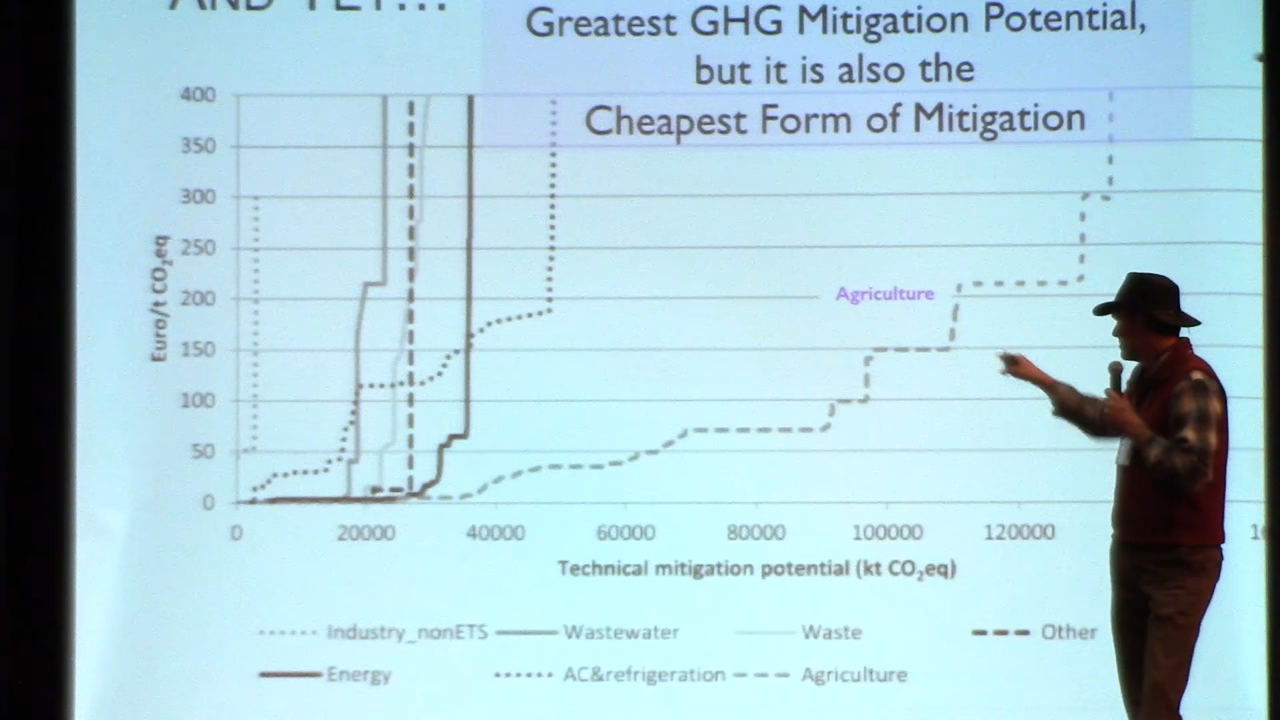 AND YET...
Greatest GHG Mitigation Potential,
but it is also the
Cheapest Form of Mitigation
400
350
300
250
200
150
100
50
0
Euro/t CO₂eq
Agriculture
0 20000 40000 60000 80000 100000 120000
Technical mitigation potential (kt CO₂eq)
Industry_nonETS Wastewater Waste Other
Energy AC&refrigeration Agriculture